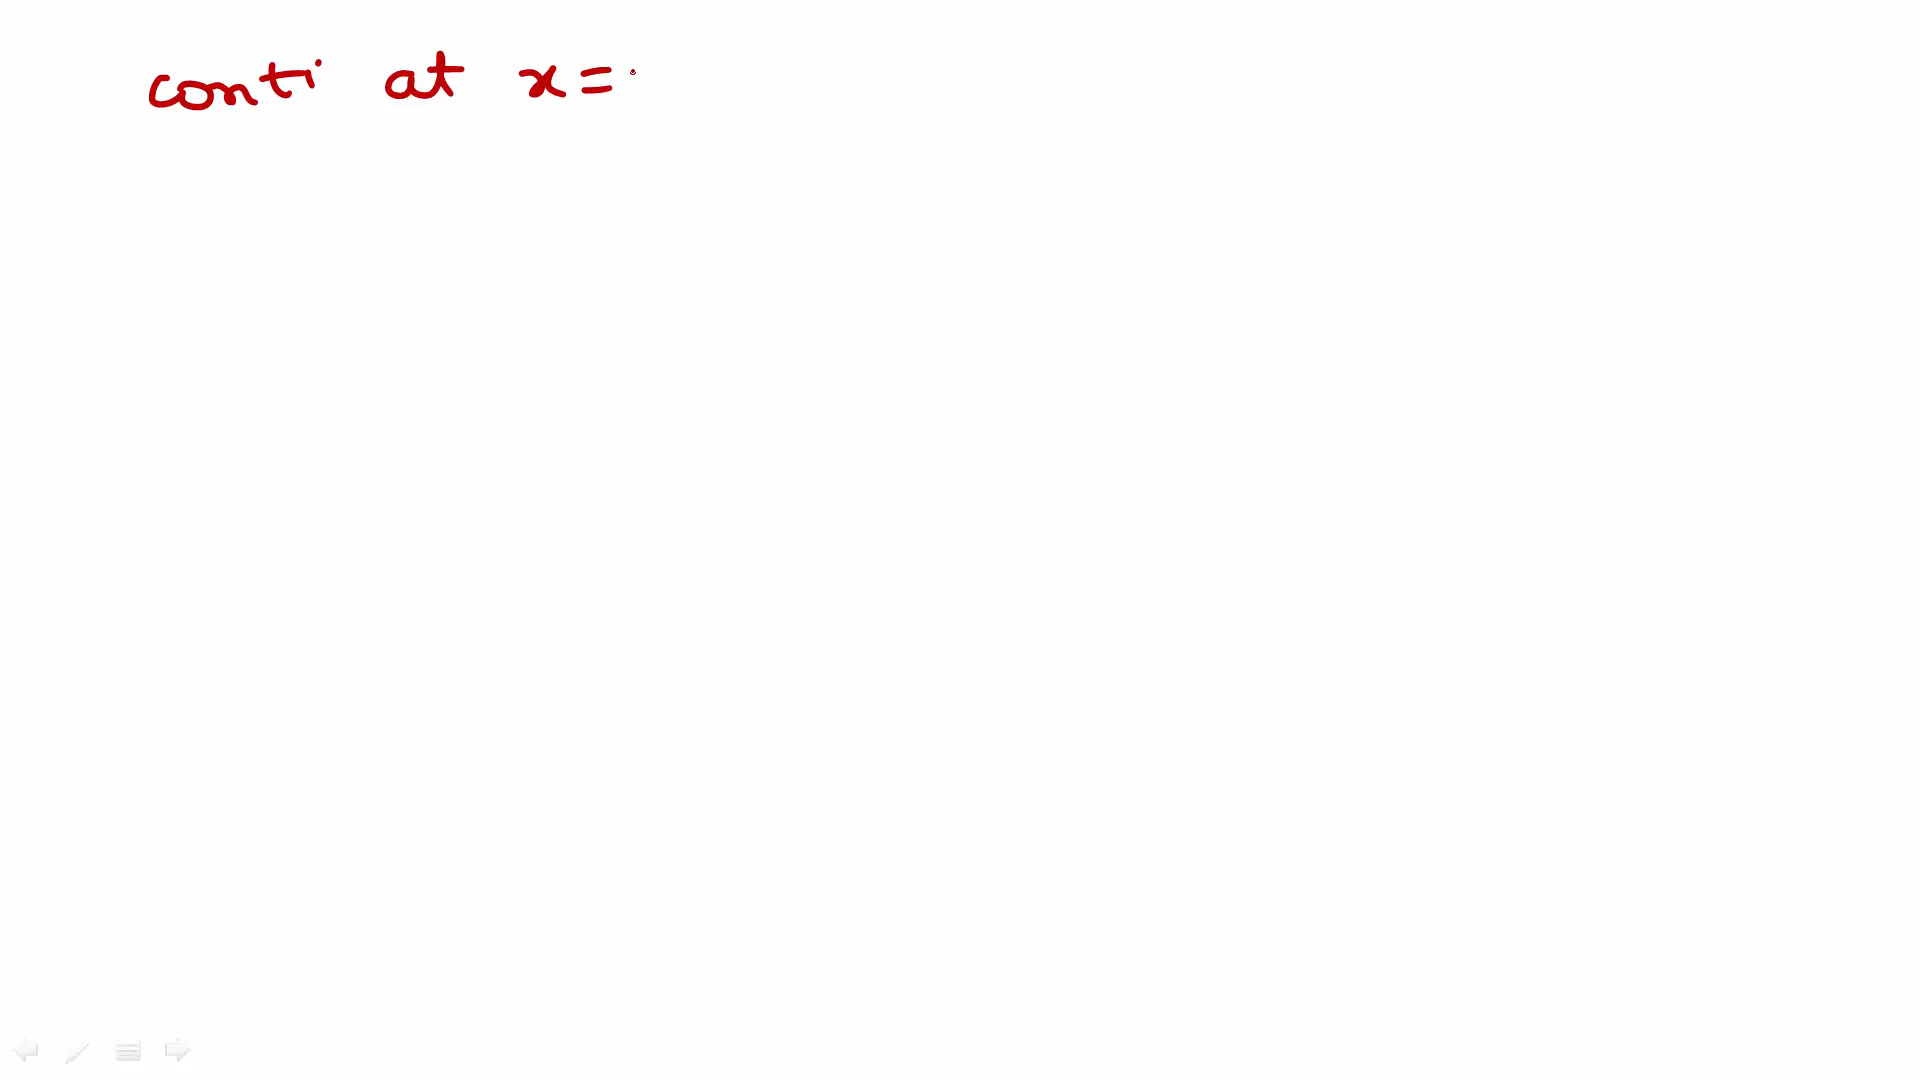 conti at x=